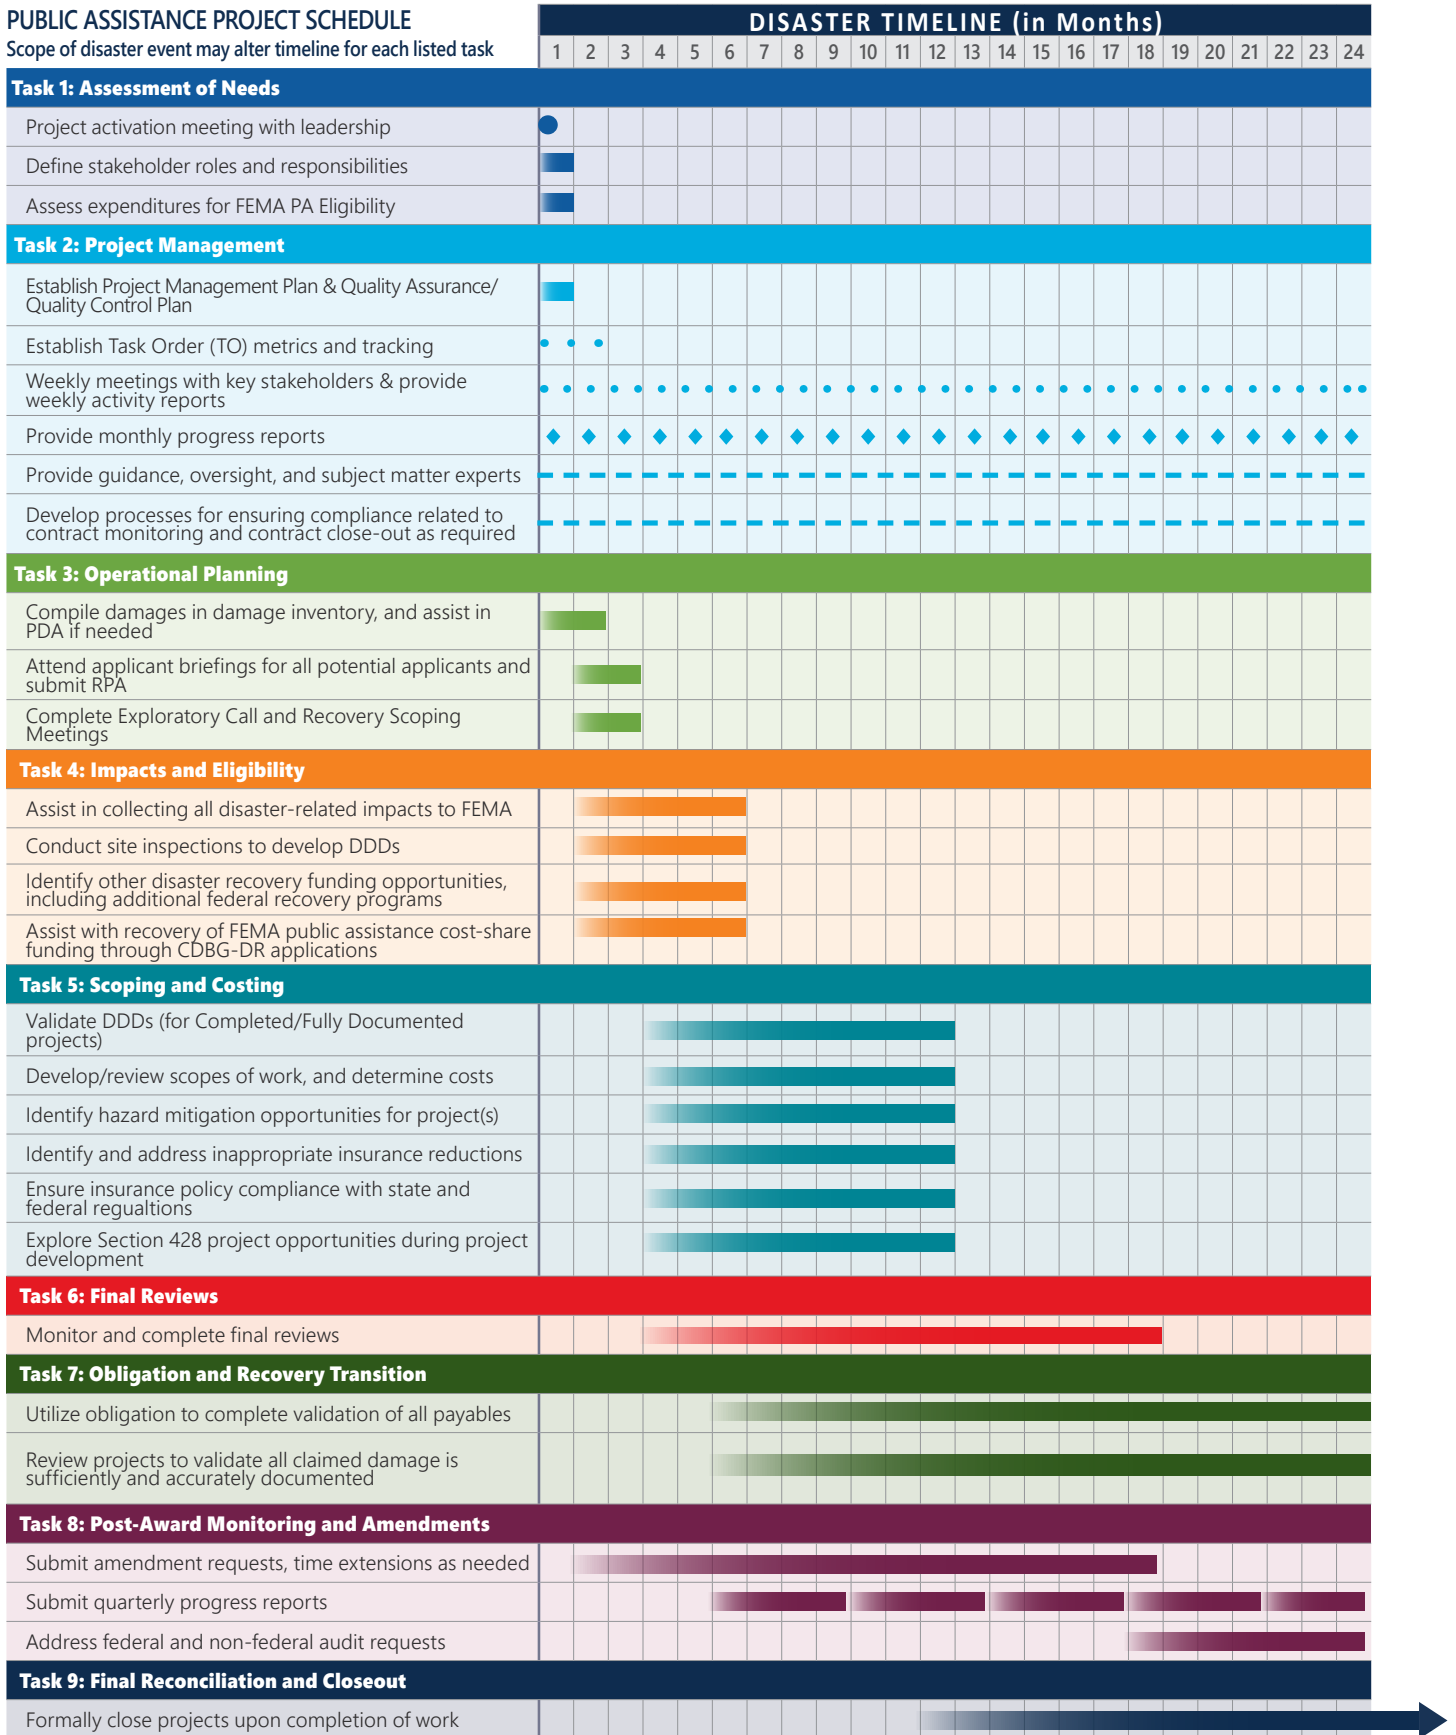 PUBLIC ASSISTANCE PROJECT SCHEDULE
Scope of disaster event may alter timeline for each listed task
DISASTER TIMELINE (in Months)
1 2 3 4 5 6 7 8 9 10 11 12 13 14 15 16 17 18 19 20 21 22 23 24
Task 1: Assessment of Needs
Project activation meeting with leadership
Define stakeholder roles and responsibilities
Assess expenditures for FEMA PA Eligibility
Task 2: Project Management
Establish Project Management Plan & Quality Assurance/
Quality Control Plan
Establish Task Order (TO) metrics and tracking
Weekly meetings with key stakeholders & provide
weekly activity reports
Provide monthly progress reports
Provide guidance, oversight, and subject matter experts
Develop processes for ensuring compliance related to
contract monitoring and contract close-out as required
Task 3: Operational Planning
Compile damages in damage inventory, and assist in
PDA if needed
Attend applicant briefings for all potential applicants and
submit RPA
Complete Exploratory Call and Recovery Scoping
Meetings
Task 4: Impacts and Eligibility
Assist in collecting all disaster-related impacts to FEMA
Conduct site inspections to develop DDDs
Identify other disaster recovery funding opportunities,
including additional federal recovery programs
Assist with recovery of FEMA public assistance cost-share
funding through CDBG-DR applications
Task 5: Scoping and Costing
Validate DDDs (for Completed/Fully Documented
projects)
Develop/review scopes of work, and determine costs
Identify hazard mitigation opportunities for project(s)
Identify and address inappropriate insurance reductions
Ensure insurance policy compliance with state and
federal regualtions
Explore Section 428 project opportunities during project
development
Task 6: Final Reviews
Monitor and complete final reviews
Task 7: Obligation and Recovery Transition
Utilize obligation to complete validation of all payables
Review projects to validate all claimed damage is
sufficiently and accurately documented
Task 8: Post-Award Monitoring and Amendments
Submit amendment requests, time extensions as needed
Submit quarterly progress reports
Address federal and non-federal audit requests
Task 9: Final Reconciliation and Closeout
Formally close projects upon completion of work